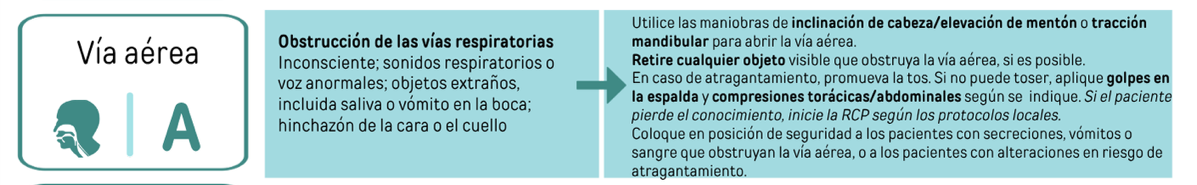 Vía aérea
A
Obstrucción de las vías respiratorias
Inconsciente; sonidos respiratorios o
voz anormales; objetos extraños,
incluida saliva o vómito en la boca;
hinchazón de la cara o el cuello
Utilice las maniobras de inclinación de cabeza/elevación de mentón o tracción
mandibular para abrir la vía aérea.
Retire cualquier objeto visible que obstruya la vía aérea, si es posible.
En caso de atragantamiento, promueva la tos. Si no puede toser, aplique golpes en
la espalda y compresiones torácicas/abdominales según se indique. Si el paciente
pierde el conocimiento, inicie la RCP según los protocolos locales.
Coloque en posición de seguridad a los pacientes con secreciones, vómitos o
sangre que obstruyan la vía aérea, o a los pacientes con alteraciones en riesgo de
atragantamiento.